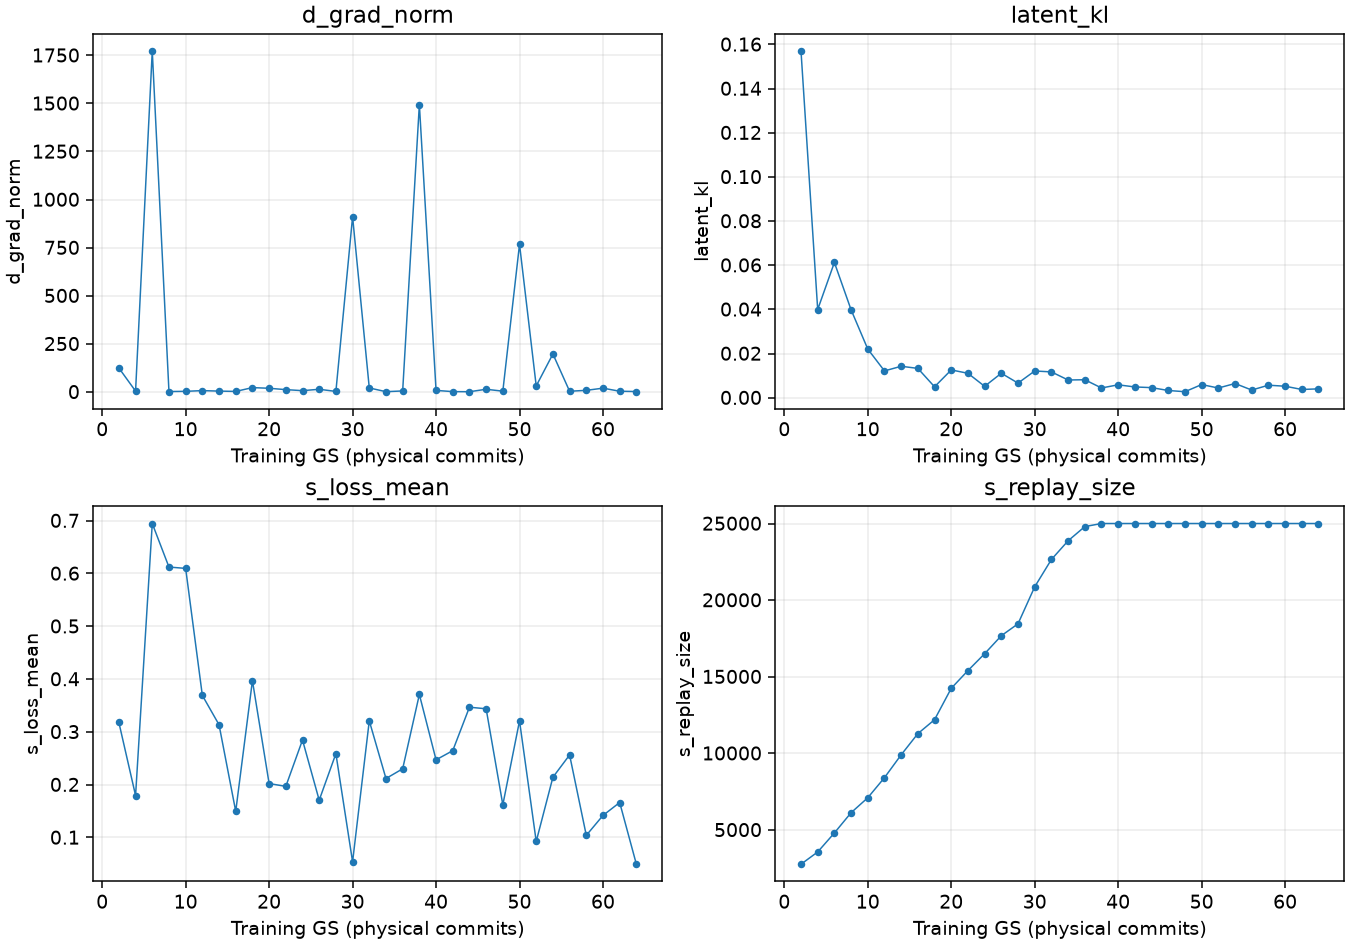 d_grad_norm
1750
1500
1250
1000
750
500
250
0
d_grad_norm
0 10 20 30 40 50 60
Training GS (physical commits)
latent_kl
0.16
0.14
0.12
0.10
0.08
0.06
0.04
0.02
0.00
latent_kl
0 10 20 30 40 50 60
Training GS (physical commits)
s_loss_mean
0.7
0.6
0.5
0.4
0.3
0.2
0.1
s_loss_mean
0 10 20 30 40 50 60
Training GS (physical commits)
s_replay_size
25000
20000
15000
10000
5000
s_replay_size
0 10 20 30 40 50 60
Training GS (physical commits)